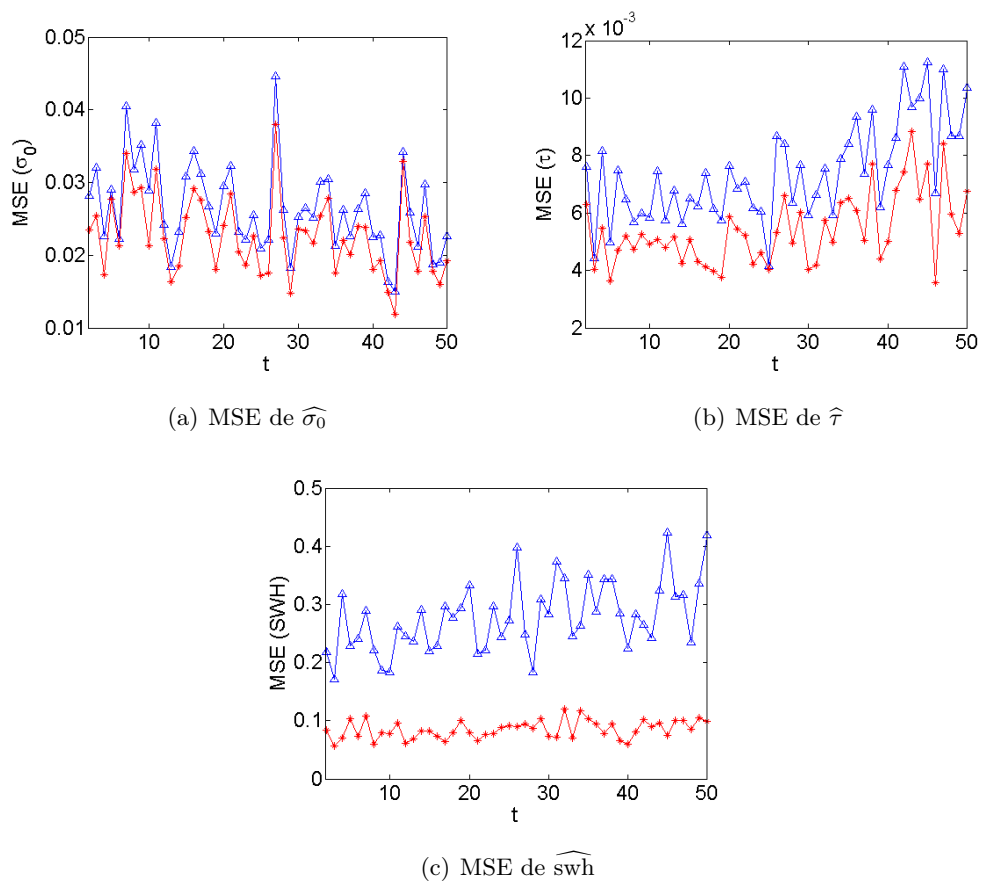 0.05
0.04
0.03
0.02
0.01
MSE (σ₀)
10 20 30 40 50
t
(a) MSE de σ₀̂
x 10⁻³
12
10
8
6
4
2
MSE (τ)
10 20 30 40 50
t
(b) MSE de τ̂
0.5
0.4
0.3
0.2
0.1
0
MSE (SWH)
10 20 30 40 50
t
(c) MSE de swĥ